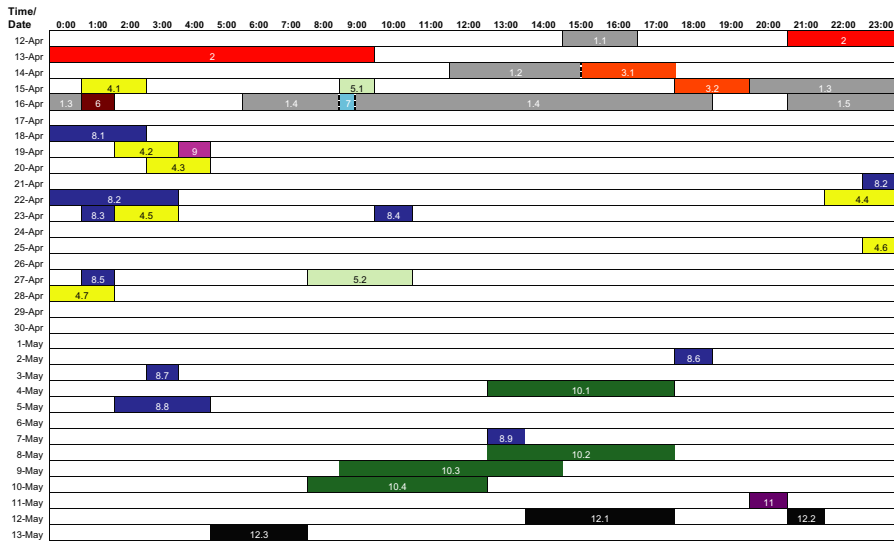 Time/
Date 0:00 1:00 2:00 3:00 4:00 5:00 6:00 7:00 8:00 9:00 10:00 11:00 12:00 13:00 14:00 15:00 16:00 17:00 18:00 19:00 20:00 21:00 22:00 23:00
12-Apr 1.1 2
13-Apr 2
14-Apr 1.2 3.1
15-Apr 4.1 5.1 3.2 1.3
16-Apr 1.3 6 1.4 7 1.4 1.5
17-Apr
18-Apr 8.1
19-Apr 4.2 9
20-Apr 4.3
21-Apr 8.2
22-Apr 8.2 4.4
23-Apr 8.3 4.5 8.4
24-Apr
25-Apr 4.6
26-Apr
27-Apr 8.5 5.2
28-Apr 4.7
29-Apr
30-Apr
1-May
2-May 8.6
3-May 8.7
4-May 10.1
5-May 8.8
6-May
7-May 8.9
8-May 10.2
9-May 10.3
10-May 10.4
11-May 11
12-May 12.1 12.2
13-May 12.3